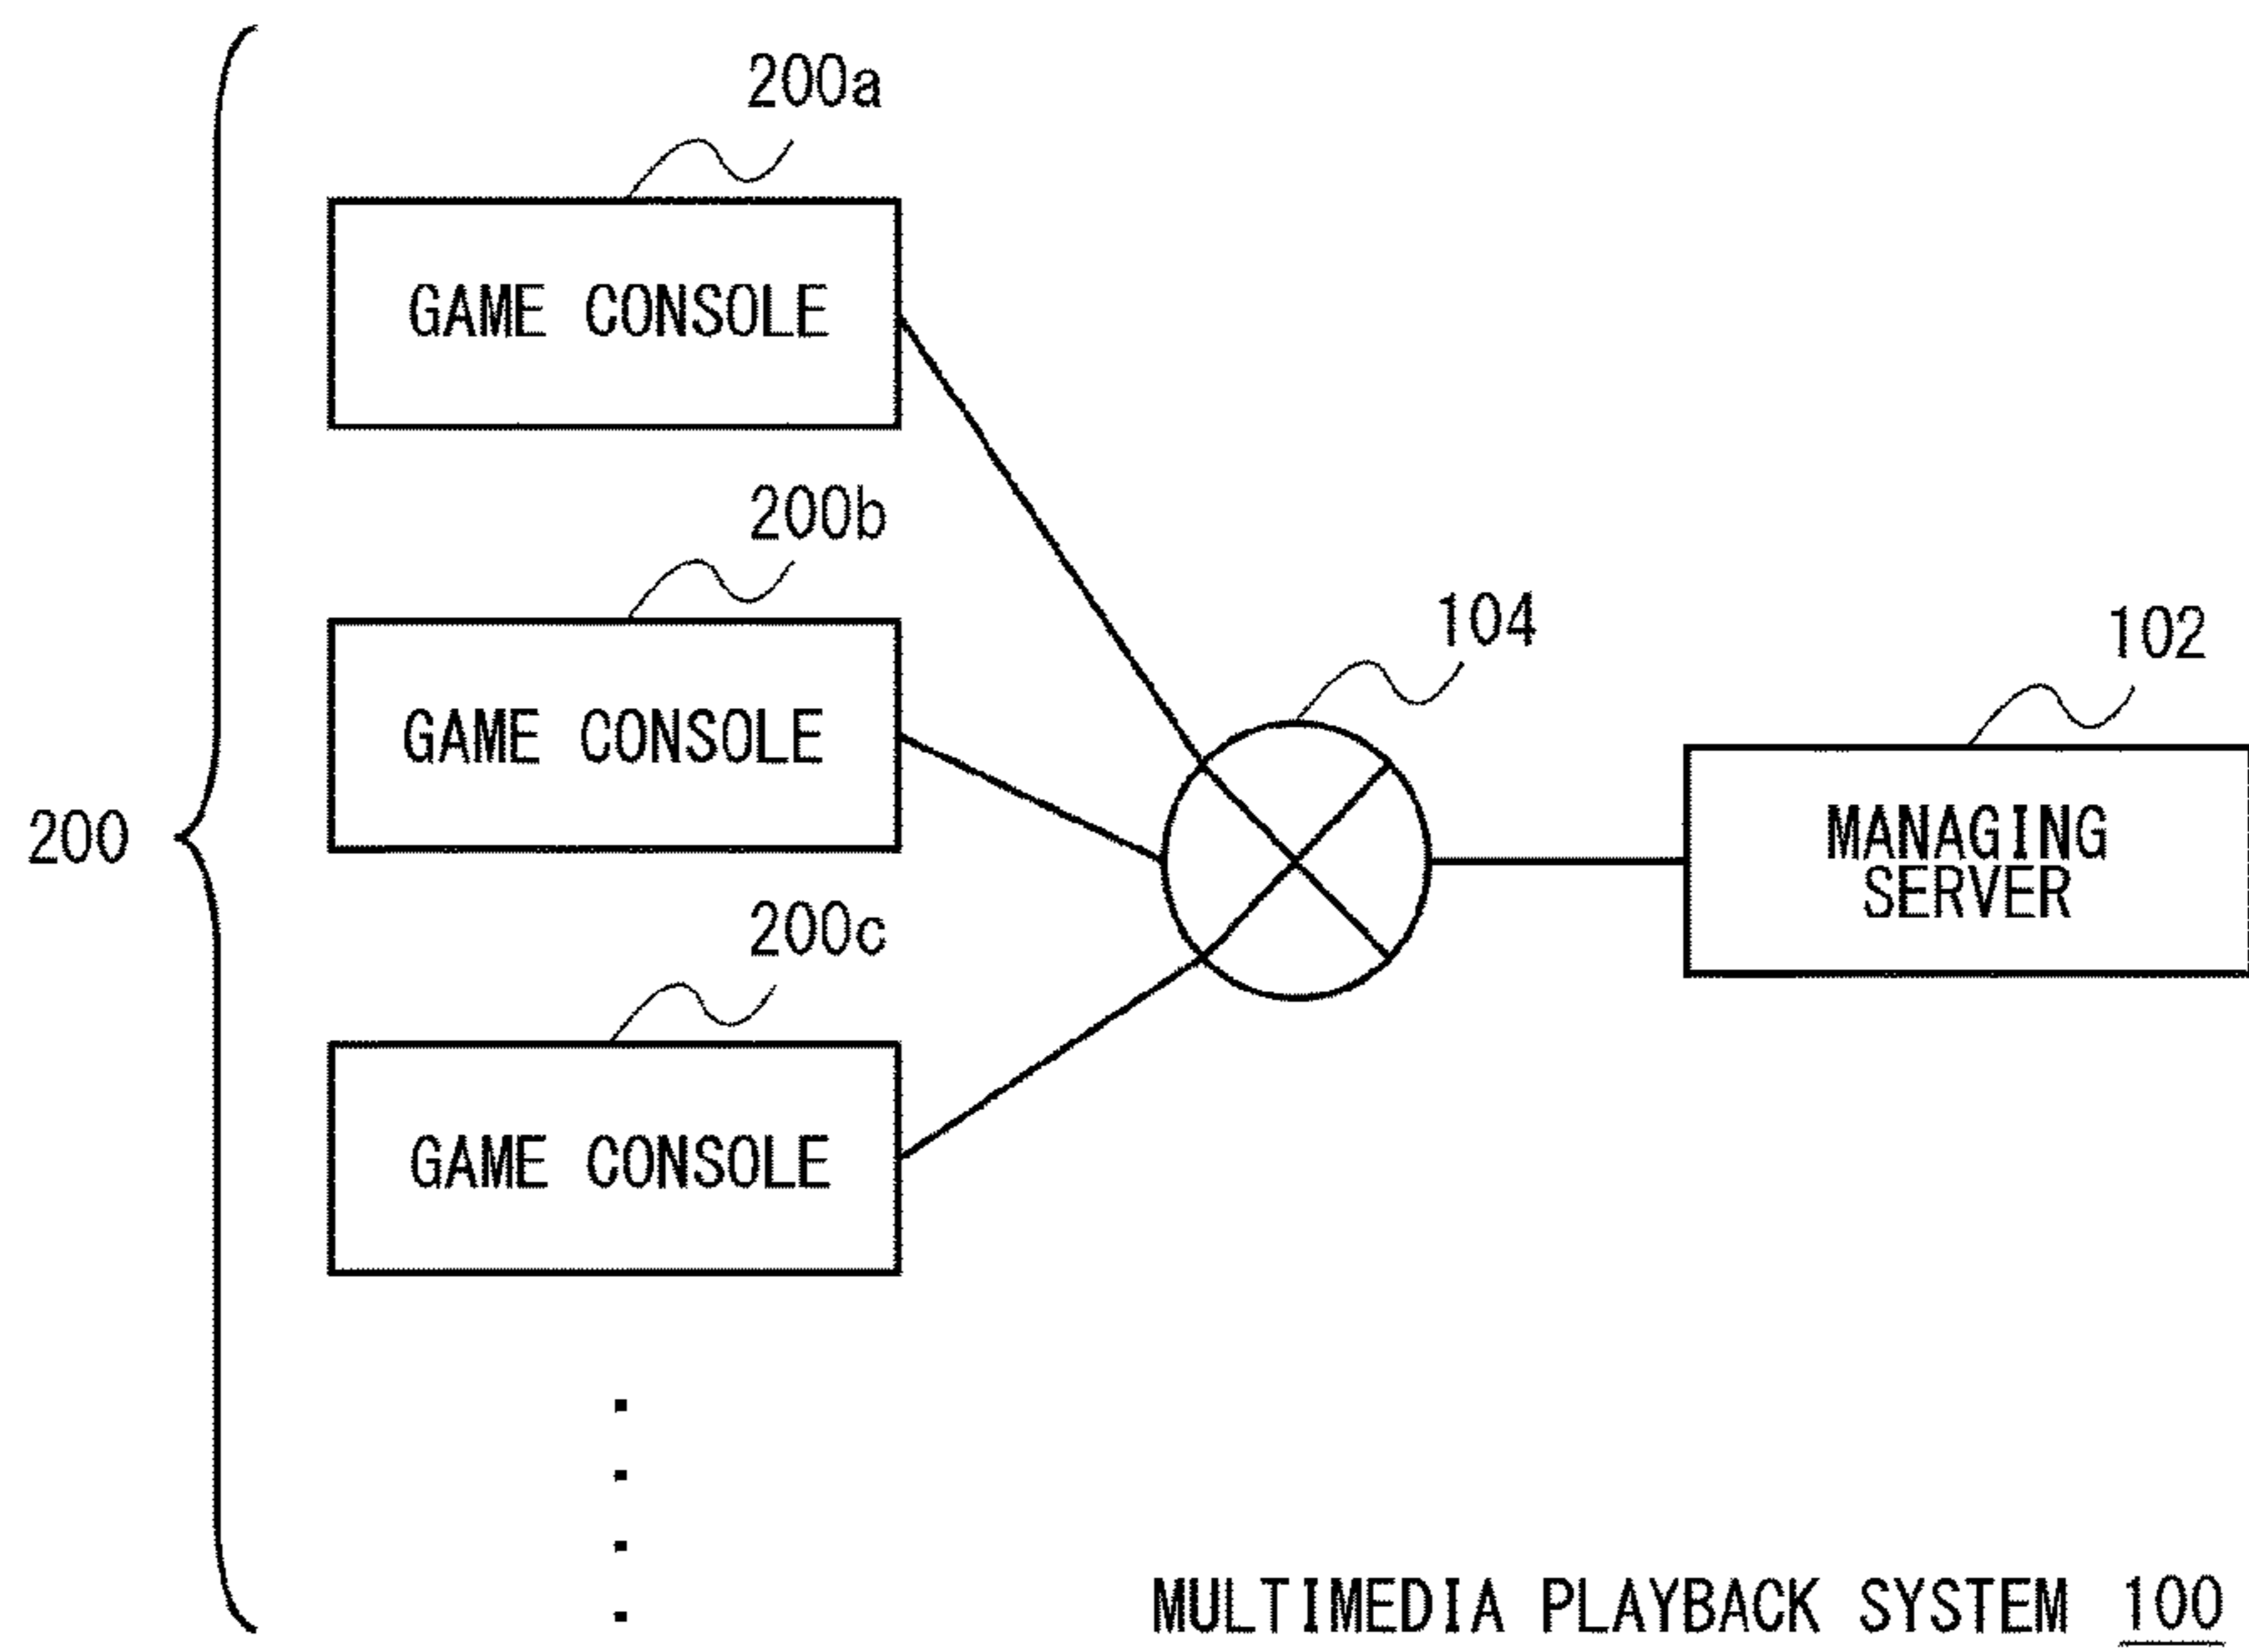 200a
GAME CONSOLE
200b
GAME CONSOLE
104
102
200
MANAGING
SERVER
200c
GAME CONSOLE
MULTIMEDIA PLAYBACK SYSTEM 100